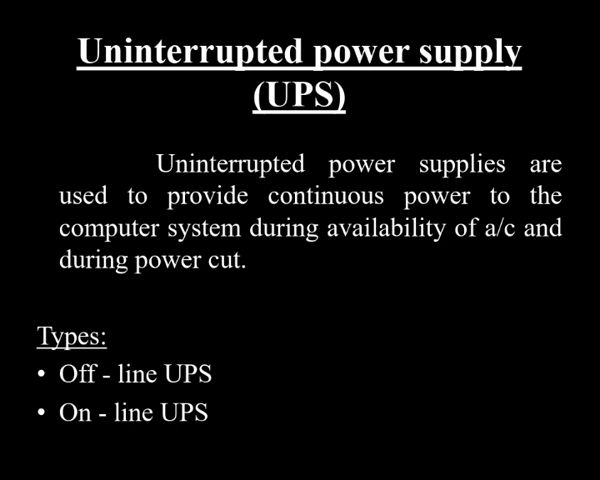 Uninterrupted power supply
(UPS)
Uninterrupted power supplies are
used to provide continuous power to the
computer system during availability of a/c and
during power cut.
Types:
• Off - line UPS
• On - line UPS